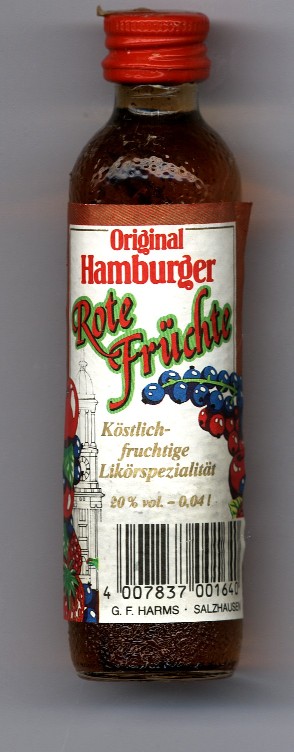 Original
Hamburger
Rote
Früchte
Köstlich-
fruchtige
Likörspezialität
20 % vol. – 0,04 l
4 007837 001640
G. F. HARMS · SALZHAUSEN